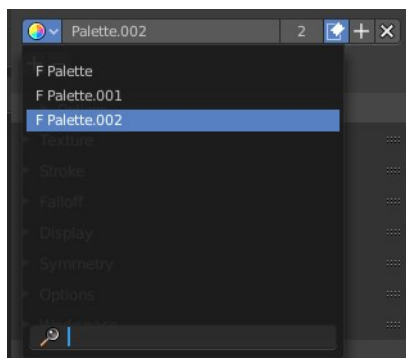 Palette.002 2
F Palette
F Palette.001
F Palette.002
Texture
Stroke
Falloff
Display
Symmetry
Options